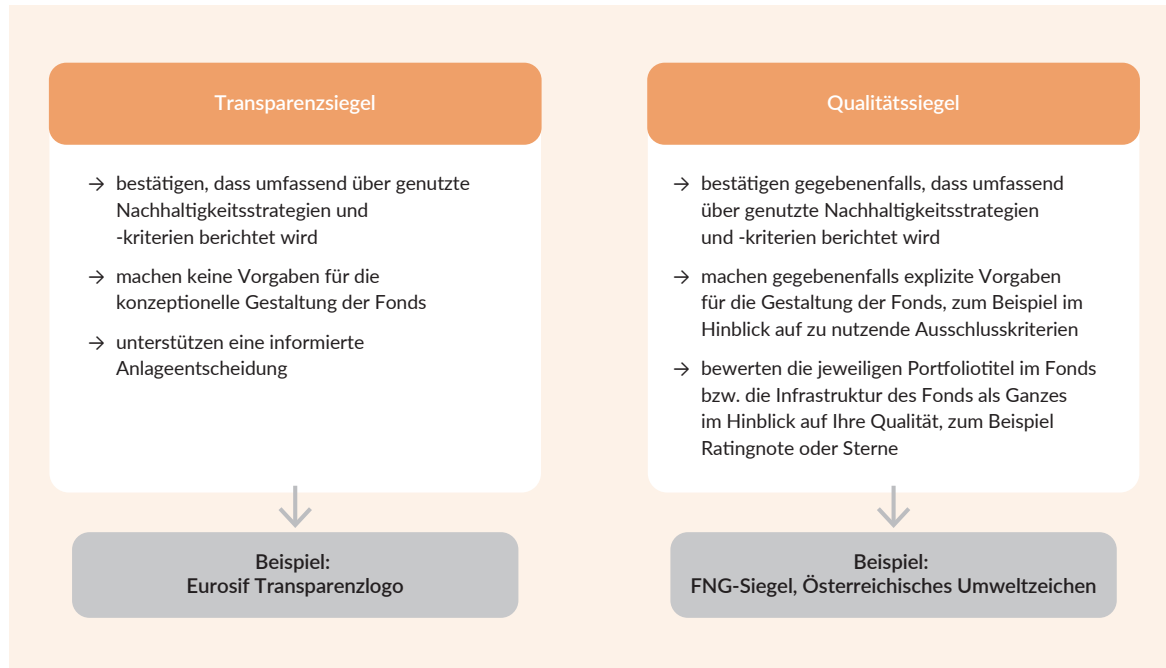 Transparenzsiegel
→ bestätigen, dass umfassend über genutzte
Nachhaltigkeitsstrategien und
-kriterien berichtet wird
→ machen keine Vorgaben für die
konzeptionelle Gestaltung der Fonds
→ unterstützen eine informierte
Anlageentscheidung
Beispiel:
Eurosif Transparenzlogo
Qualitätssiegel
→ bestätigen gegebenenfalls, dass umfassend
über genutzte Nachhaltigkeitsstrategien
und -kriterien berichtet wird
→ machen gegebenenfalls explizite Vorgaben
für die Gestaltung der Fonds, zum Beispiel im
Hinblick auf zu nutzende Ausschlusskriterien
→ bewerten die jeweiligen Portfoliotitel im Fonds
bzw. die Infrastruktur des Fonds als Ganzes
im Hinblick auf Ihre Qualität, zum Beispiel
Ratingnote oder Sterne
Beispiel:
FNG-Siegel, Österreichisches Umweltzeichen